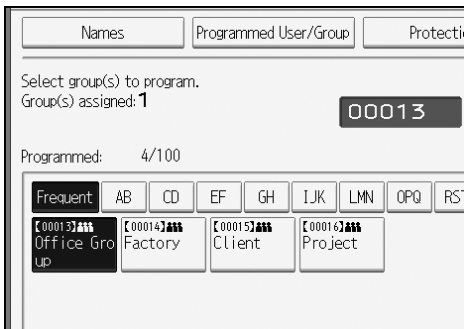 Names Programmed User/Group Protecti
Select group(s) to program.
Group(s) assigned: 1
00013
Programmed: 4/100
Frequent AB CD EF GH IJK LMN OPQ RST
【00013】 【00014】 【00015】 【00016】
Office Gro Factory Client Project
up